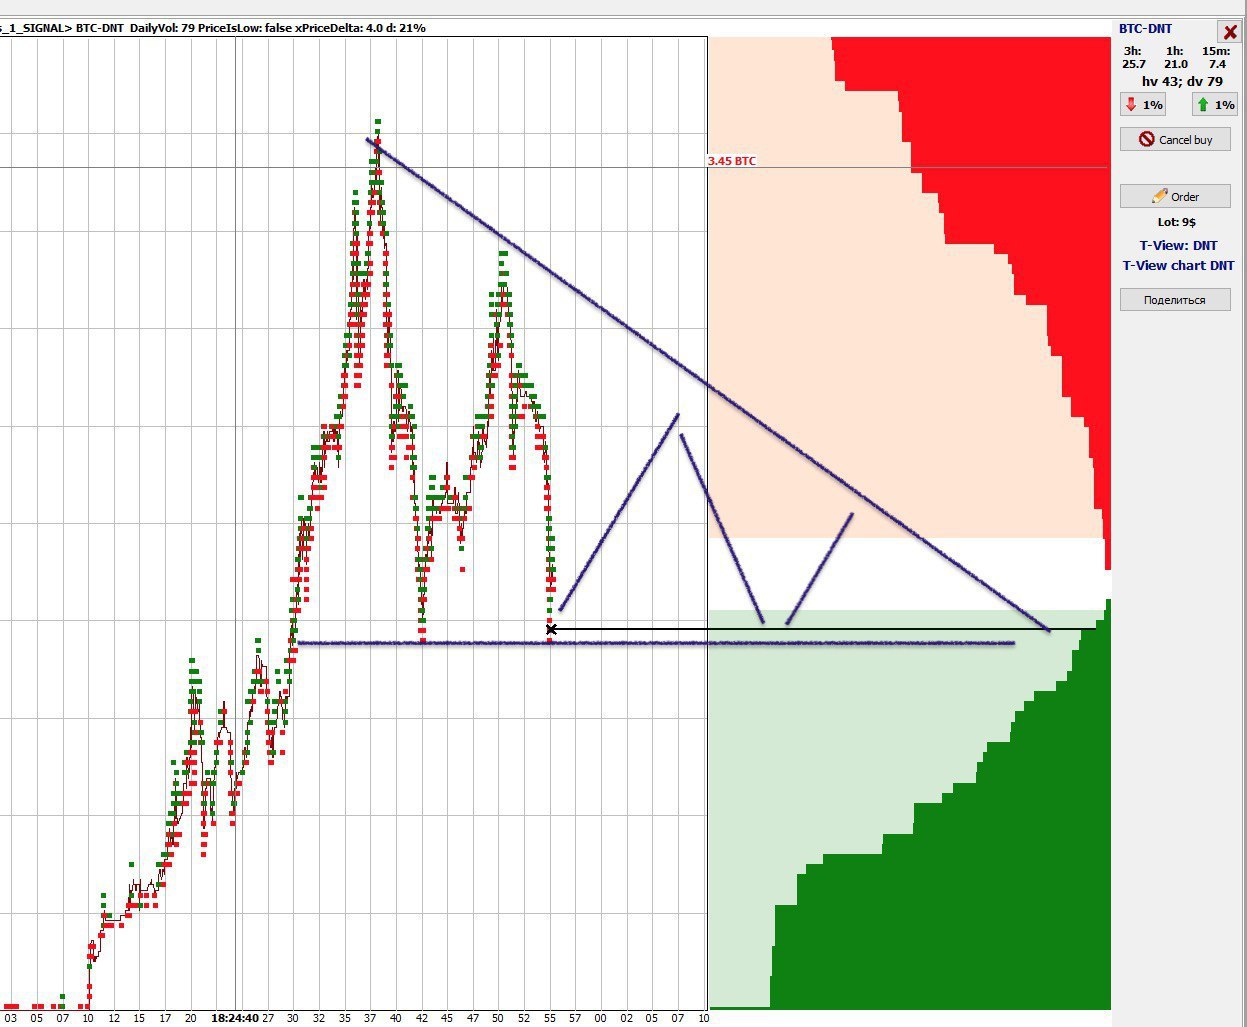 s_1_SIGNAL> BTC-DNT DailyVol: 79 PriceIsLow: false xPriceDelta: 4.0 d: 21%
BTC-DNT
3h: 1h: 15m:
25.7 21.0 7.4
hv 43; dv 79
1% 1%
Cancel buy
3.45 BTC
Order
Lot: 9$
T-View: DNT
T-View chart DNT
Поделиться
03 05 07 10 12 15 17 20 18:24:40 27 30 32 35 37 40 42 45 47 50 52 55 57 00 02 05 07 10